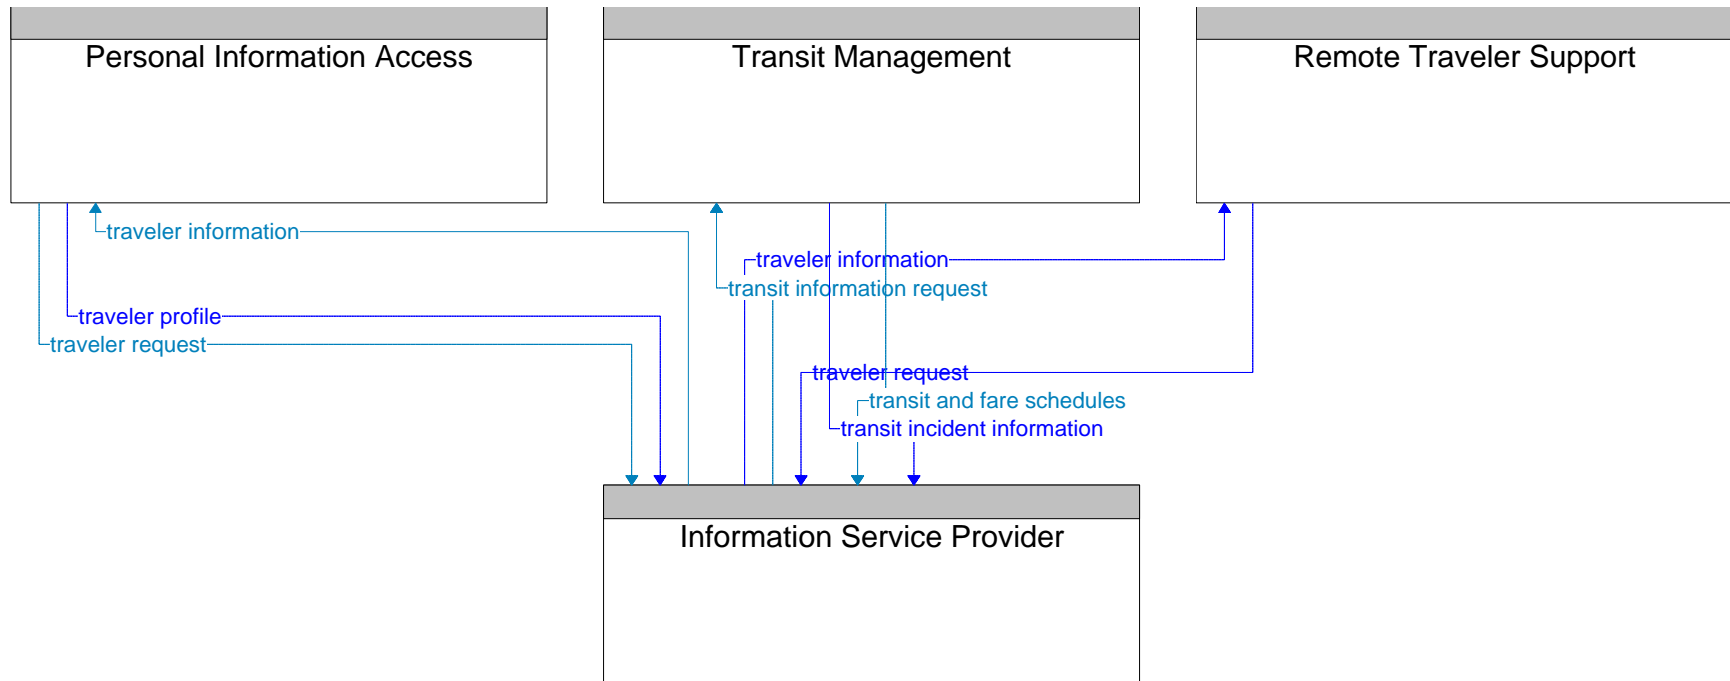 Personal Information Access
Transit Management
Remote Traveler Support
traveler information
traveler information
transit information request
traveler profile
traveler request
traveler request
transit and fare schedules
transit incident information
Information Service Provider